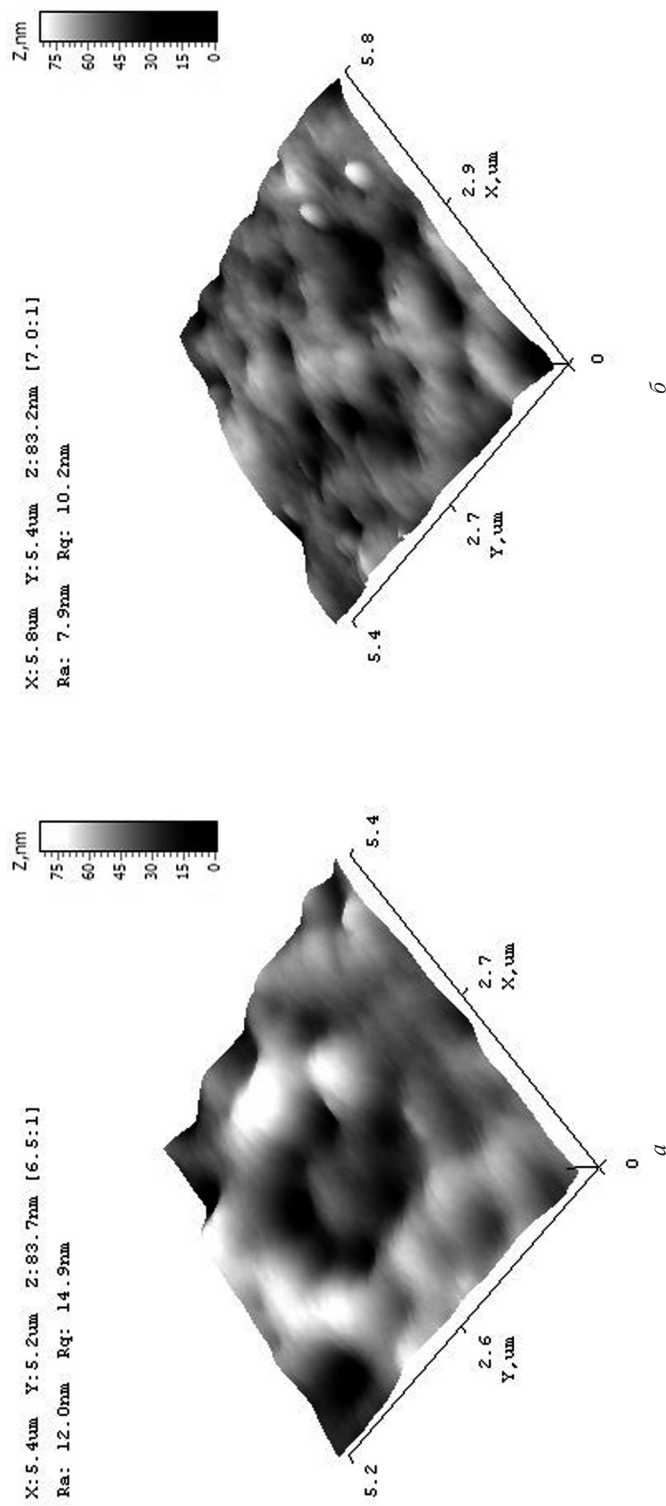 X:5.4um Y:5.2um Z:83.7nm [6.5:1]
Ra: 12.0nm Rq: 14.9nm
Z,nm
75
60
45
30
15
0
5.2
2.6
Y,um
0
2.7
X,um
5.4
а
X:5.8um Y:5.4um Z:83.2nm [7.0:1]
Ra: 7.9nm Rq: 10.2nm
Z,nm
75
60
45
30
15
0
5.4
2.7
Y,um
0
2.9
X,um
5.8
б